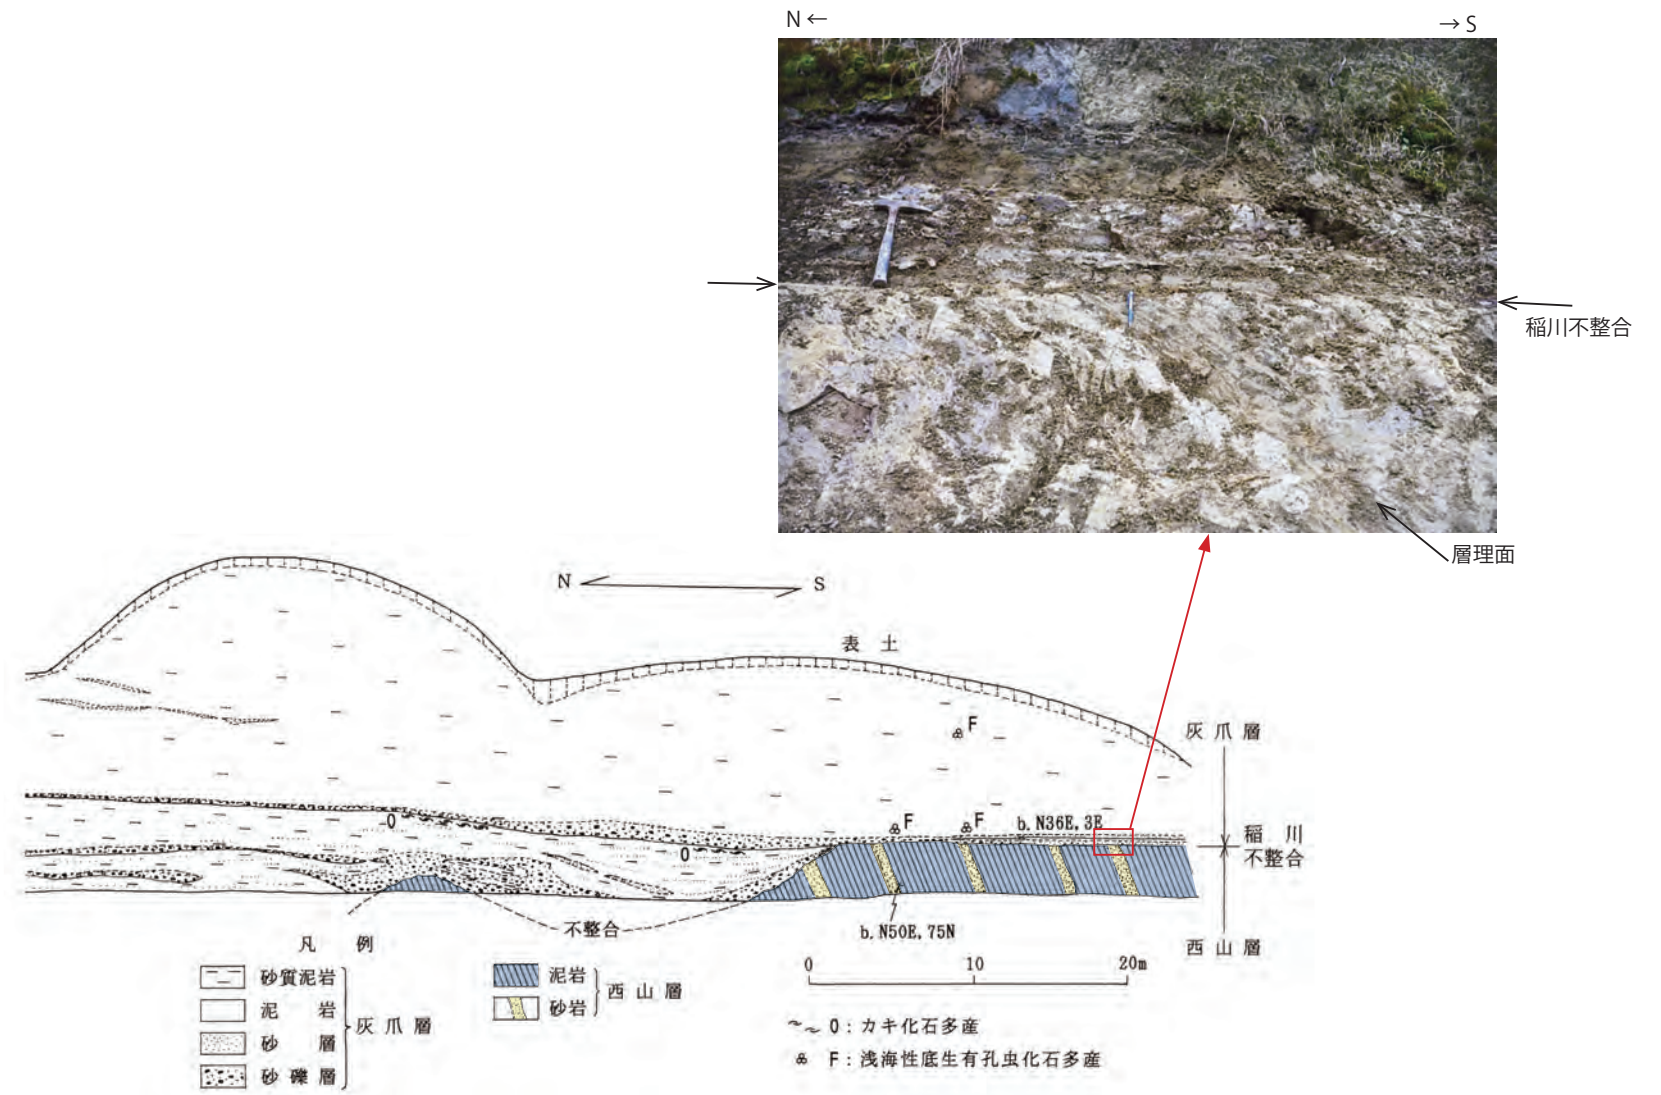 N ←
→ S
稲川不整合
層理面
N S
表土
F
灰爪層
F
F
b. N36E, 3E
0
0
稲川
不整合
不整合
b. N50E, 75N
西山層
凡例
砂質泥岩
泥岩
砂層
砂礫層
灰爪層
泥岩
砂岩
西山層
0 10 20m
0: カキ化石多産
F: 浅海性底生有孔虫化石多産